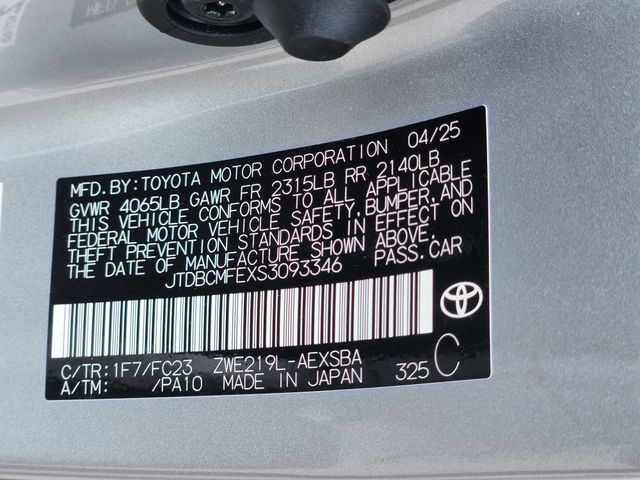 04/25
MFD.BY:TOYOTA MOTOR CORPORATION
GVWR 4065LB GAWR FR 2315LB RR 2140LB
THIS VEHICLE CONFORMS TO ALL APPLICABLE
FEDERAL MOTOR VEHICLE SAFETY,BUMPER,AND
THEFT PREVENTION STANDARDS IN EFFECT ON
THE DATE OF MANUFACTURE SHOWN ABOVE.
JTDBCMFEXS3093346 PASS.CAR
C/TR:1F7/FC23 ZWE219L-AEXSBA
A/TM: /PA10 MADE IN JAPAN 325 C